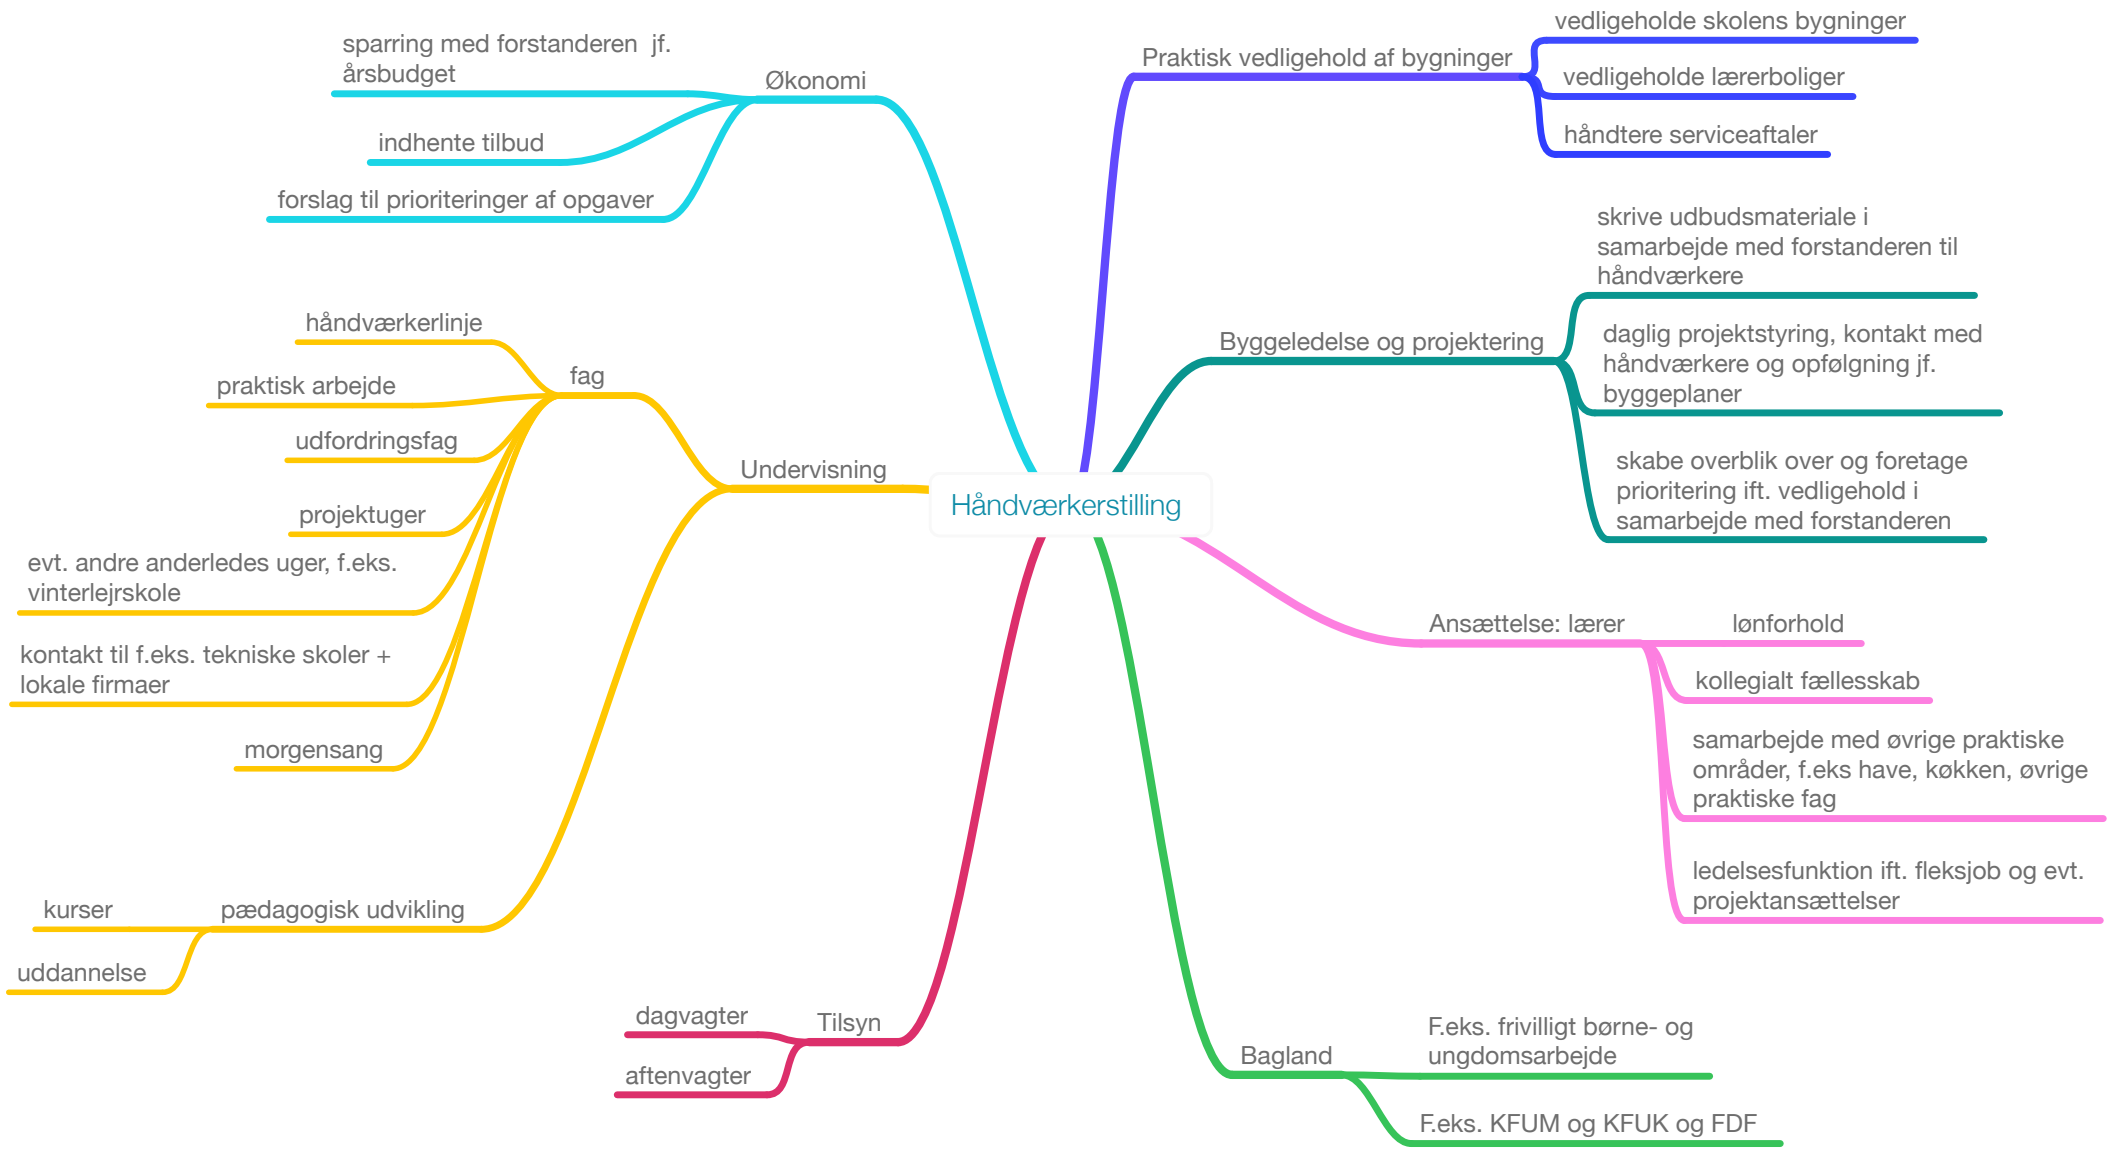 sparring med forstanderen  jf.
årsbudget
Økonomi
indhente tilbud
forslag til prioriteringer af opgaver
håndværkerlinje
fag
praktisk arbejde
udfordringsfag
projektuger
evt. andre anderledes uger, f.eks.
vinterlejrskole
kontakt til f.eks. tekniske skoler +
lokale firmaer
morgensang
Undervisning
kurser
pædagogisk udvikling
uddannelse
dagvagter
Tilsyn
aftenvagter
Håndværkerstilling
Praktisk vedligehold af bygninger
vedligeholde skolens bygninger
vedligeholde lærerboliger
håndtere serviceaftaler
Byggeledelse og projektering
skrive udbudsmateriale i
samarbejde med forstanderen til
håndværkere
daglig projektstyring, kontakt med
håndværkere og opfølgning jf.
byggeplaner
skabe overblik over og foretage
prioritering ift. vedligehold i
samarbejde med forstanderen
Ansættelse: lærer
lønforhold
kollegialt fællesskab
samarbejde med øvrige praktiske
områder, f.eks have, køkken, øvrige
praktiske fag
ledelsesfunktion ift. fleksjob og evt.
projektansættelser
Bagland
F.eks. frivilligt børne- og
ungdomsarbejde
F.eks. KFUM og KFUK og FDF